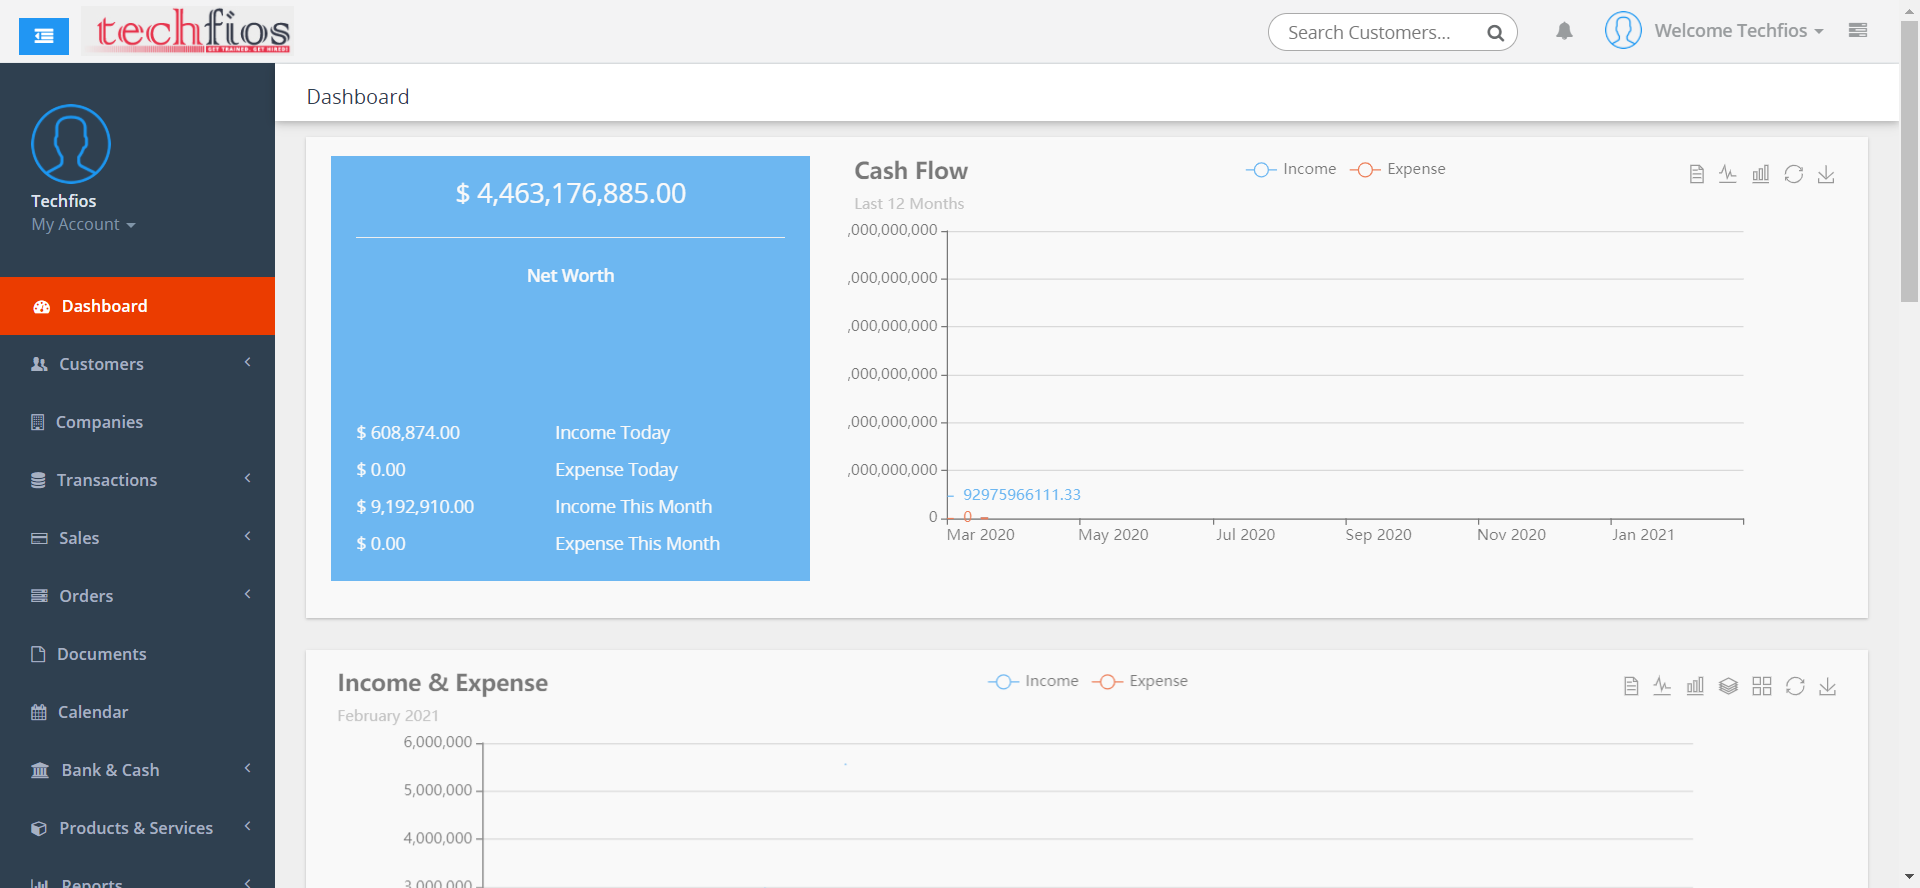 techfios
GET TRAINED. GET HIRED!
Search Customers...
Welcome Techfios
Techfios
My Account
Dashboard
Customers
Companies
Transactions
Sales
Orders
Documents
Calendar
Bank & Cash
Products & Services
Reports
Dashboard
$ 4,463,176,885.00
Net Worth
$ 608,874.00 Income Today
$ 0.00 Expense Today
$ 9,192,910.00 Income This Month
$ 0.00 Expense This Month
Cash Flow
Last 12 Months
Income Expense
,000,000,000
,000,000,000
,000,000,000
,000,000,000
,000,000,000
,000,000,000
92975966111.33
0 0
Mar 2020 May 2020 Jul 2020 Sep 2020 Nov 2020 Jan 2021
Income & Expense
February 2021
Income Expense
6,000,000
5,000,000
4,000,000
3,000,000